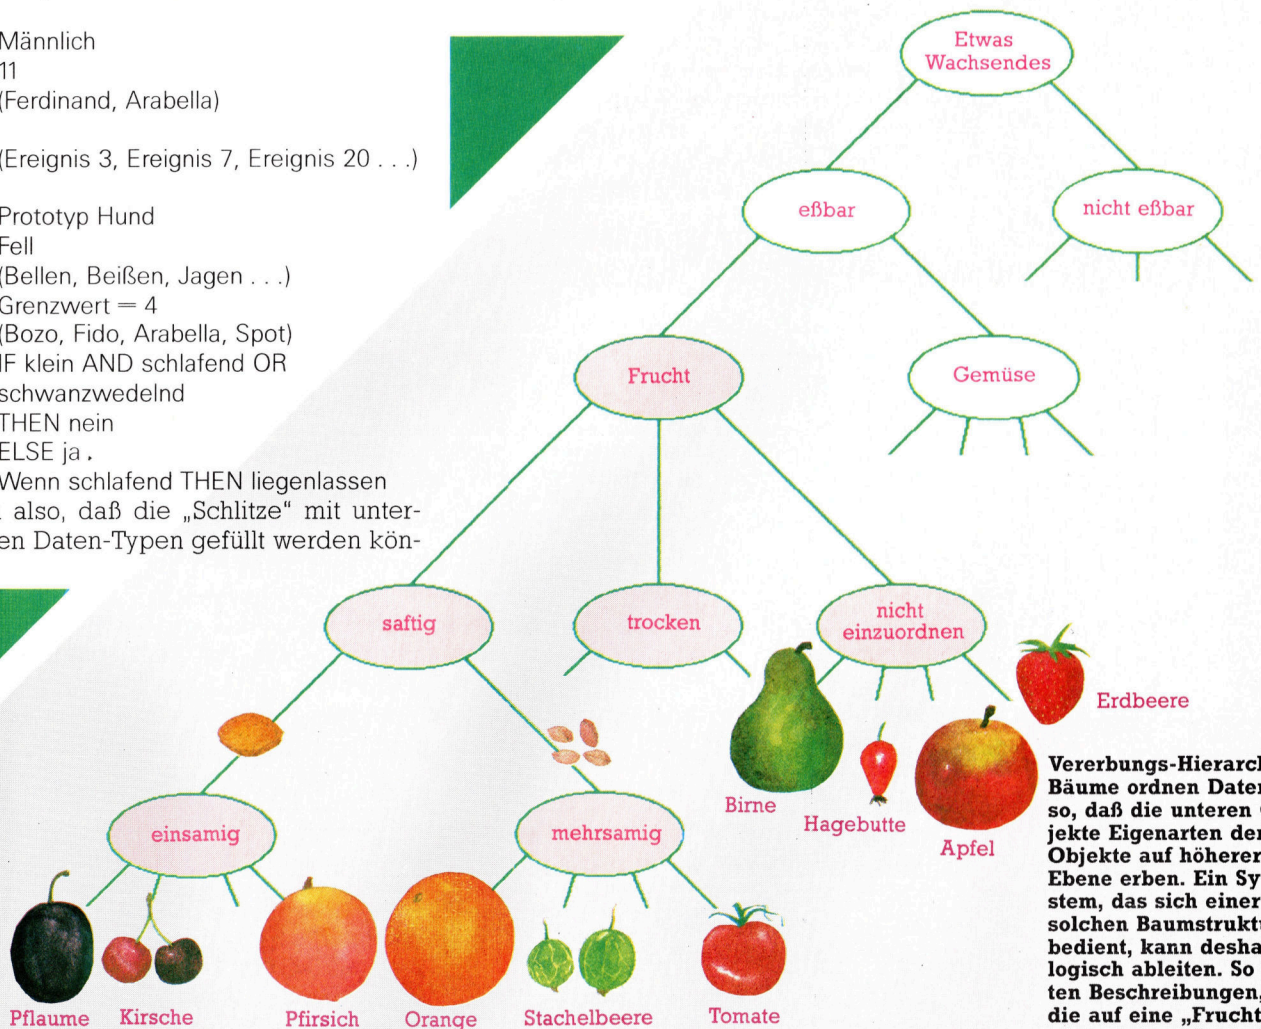 Männlich
11
(Ferdinand, Arabella)
(Ereignis 3, Ereignis 7, Ereignis 20 . . .)
Prototyp Hund
Fell
(Bellen, Beißen, Jagen . . .)
Grenzwert = 4
(Bozo, Fido, Arabella, Spot)
IF klein AND schlafend OR
schwanzwedelnd
THEN nein
ELSE ja.
Wenn schlafend THEN liegenlassen
also, daß die „Schlitze“ mit unter-
en Daten-Typen gefüllt werden kön-
Etwas
Wachsendes
eßbar
nicht eßbar
Frucht
Gemüse
saftig
trocken
nicht
einzuordnen
Erdbeere
Birne
Hagebutte
Apfel
einsamig
mehrsamig
Pflaume
Kirsche
Pfirsich
Orange
Stachelbeere
Tomate
Vererbungs-Hierarch
Bäume ordnen Daten
so, daß die unteren
jekte Eigenarten der
Objekte auf höherer
Ebene erben. Ein Sy
stem, das sich einer
solchen Baumstruktu
bedient, kann desha
logisch ableiten. So
ten Beschreibungen,
die auf eine „Frucht